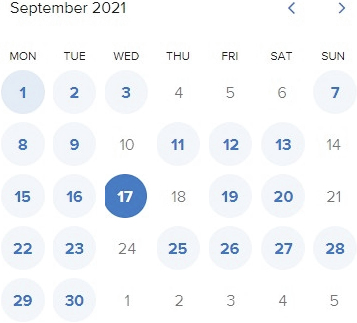 September 2021
MON TUE WED THU FRI SAT SUN
1 2 3 4 5 6 7
8 9 10 11 12 13 14
15 16 17 18 19 20 21
22 23 24 25 26 27 28
29 30 1 2 3 4 5